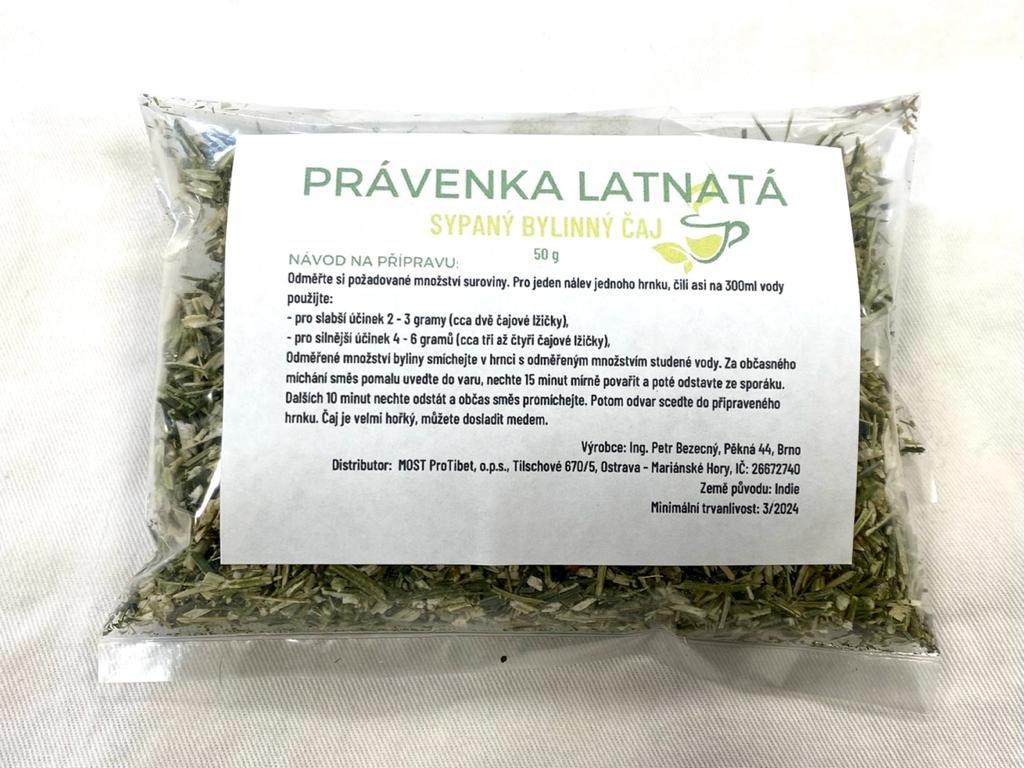 PRÁVENKA LATNATÁ
SYPANÝ BYLINNÝ ČAJ
50 g
NÁVOD NA PŘÍPRAVU:
Odměřte si požadované množství suroviny. Pro jeden nálev jednoho hrnku, čili asi na 300ml vody
použijte:
- pro slabší účinek 2 - 3 gramy (cca dvě čajové lžičky),
- pro silnější účinek 4 - 6 gramů (cca tři až čtyři čajové lžičky),
Odměřené množství byliny smíchejte v hrnci s odměřeným množstvím studené vody. Za občasného
míchání směs pomalu uveďte do varu, nechte 15 minut mírně povařit a poté odstavte ze sporáku.
Dalších 10 minut nechte odstát a občas směs promíchejte. Potom odvar sceďte do připraveného
hrnku. Čaj je velmi hořký, můžete dosladit medem.
Výrobce: Ing. Petr Bezecný, Pěkná 44, Brno
Distributor: MOST ProTibet, o.p.s., Tilschové 670/5, Ostrava - Mariánské Hory, IČ: 26672740
Země původu: Indie
Minimální trvanlivost: 3/2024